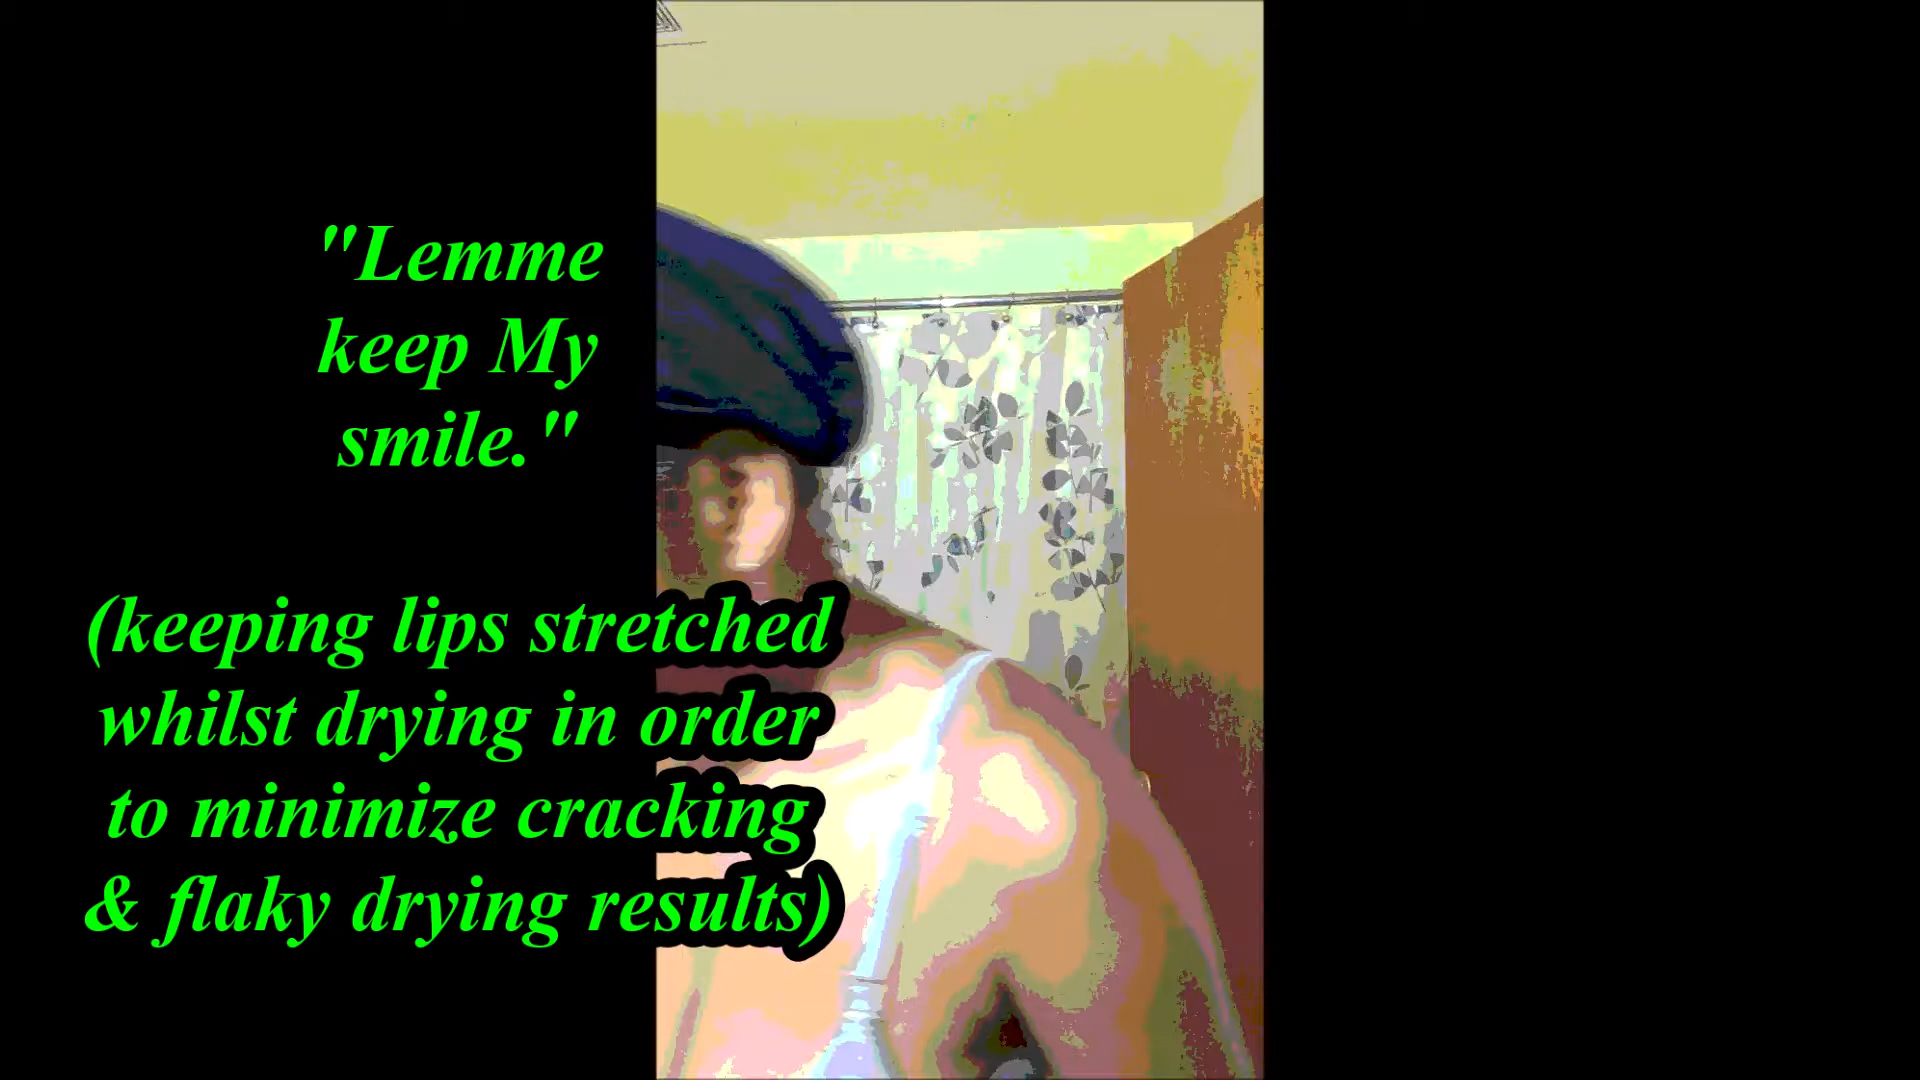 "Lemme
keep My
smile."
(keeping lips stretched
whilst drying in order
to minimize cracking
& flaky drying results)